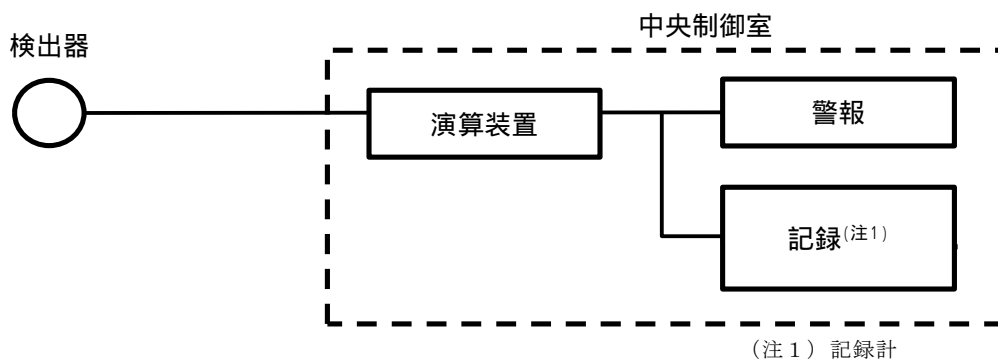 中央制御室
検出器
演算装置
警報
記録(注1)
(注1) 記録計